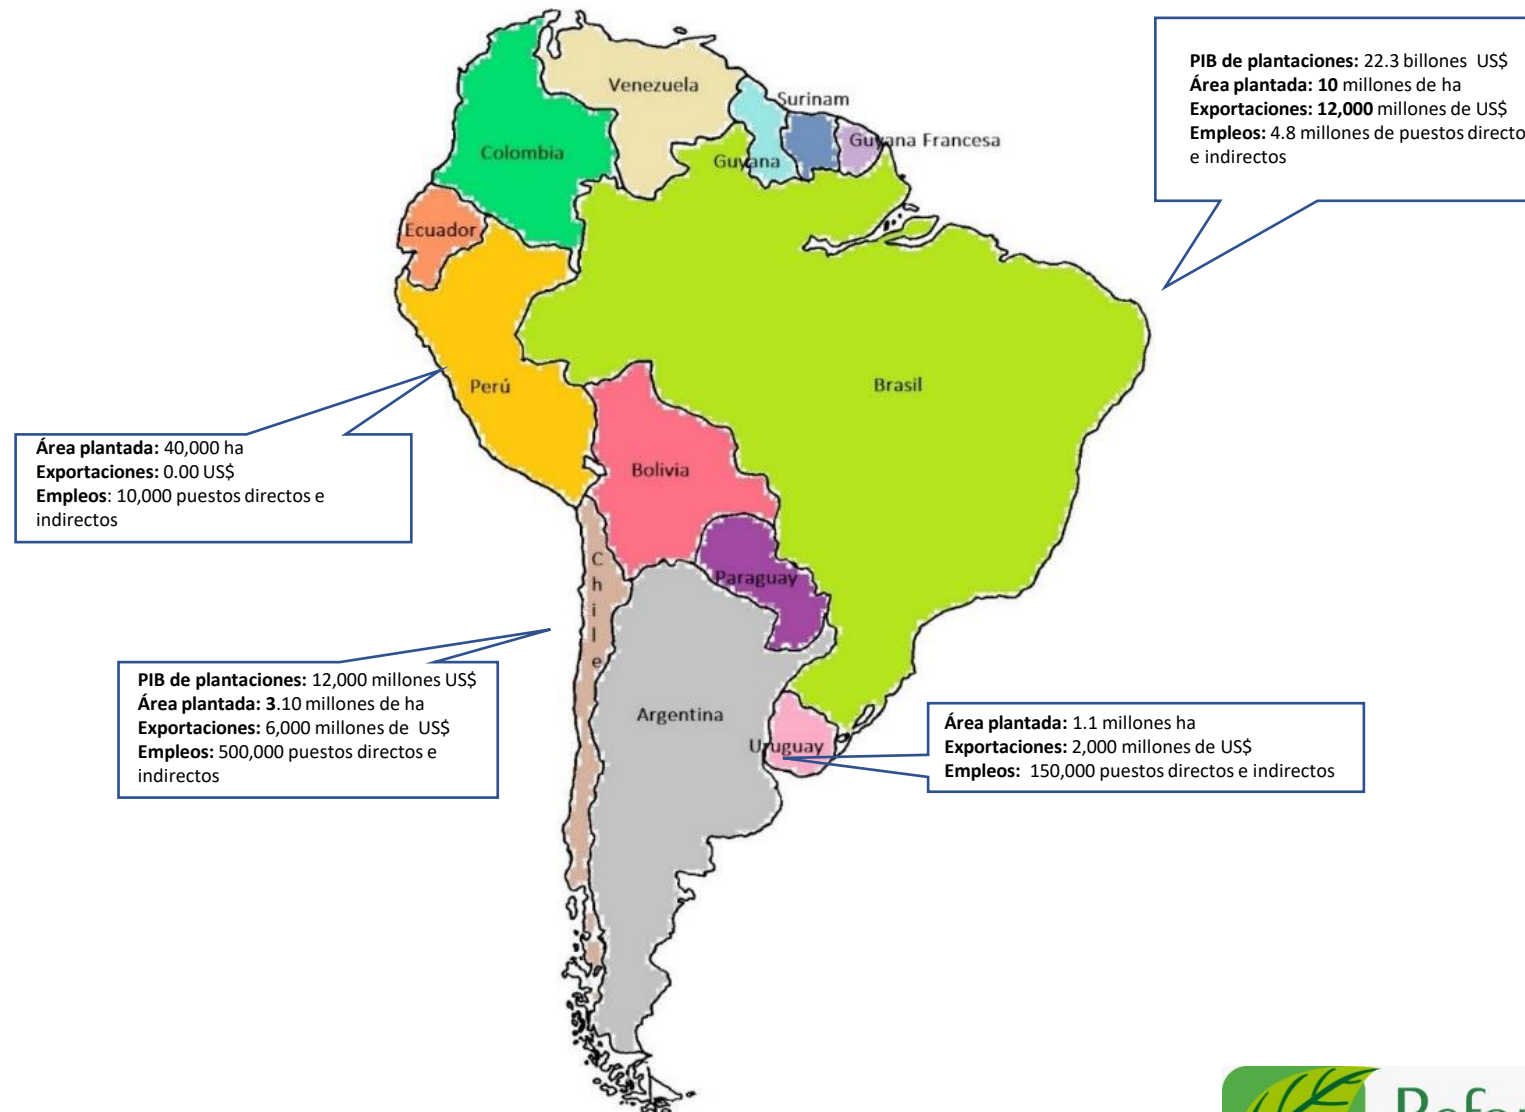 PIB de plantaciones: 22.3 billones US$
Área plantada: 10 millones de ha
Exportaciones: 12,000 millones de US$
Empleos: 4.8 millones de puestos directo
e indirectos
Venezuela
Surinam
Guyana Francesa
Guyana
Colombia
Ecuador
Perú
Brasil
Área plantada: 40,000 ha
Exportaciones: 0.00 US$
Empleos: 10,000 puestos directos e
indirectos
Bolivia
Chile
Paraguay
PIB de plantaciones: 12,000 millones US$
Área plantada: 3.10 millones de ha
Exportaciones: 6,000 millones de US$
Empleos: 500,000 puestos directos e
indirectos
Argentina
Uruguay
Área plantada: 1.1 millones ha
Exportaciones: 2,000 millones de US$
Empleos: 150,000 puestos directos e indirectos